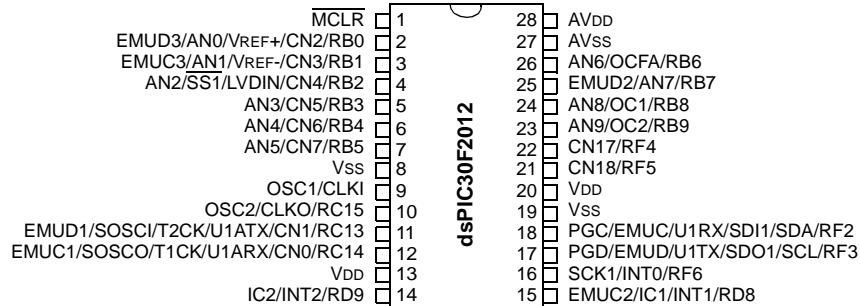 MCLR 1 28 AVDD
EMUD3/AN0/VREF+/CN2/RB0 2 27 AVSS
EMUC3/AN1/VREF-/CN3/RB1 3 26 AN6/OCFA/RB6
AN2/SS1/LVDIN/CN4/RB2 4 25 EMUD2/AN7/RB7
AN3/CN5/RB3 5 24 AN8/OC1/RB8
AN4/CN6/RB4 6 23 AN9/OC2/RB9
AN5/CN7/RB5 7 22 CN17/RF4
VSS 8 21 CN18/RF5
OSC1/CLKI 9 20 VDD
OSC2/CLKO/RC15 10 19 VSS
EMUD1/SOSCI/T2CK/U1ATX/CN1/RC13 11 18 PGC/EMUC/U1RX/SDI1/SDA/RF2
EMUC1/SOSCO/T1CK/U1ARX/CN0/RC14 12 17 PGD/EMUD/U1TX/SDO1/SCL/RF3
VDD 13 16 SCK1/INT0/RF6
IC2/INT2/RD9 14 15 EMUC2/IC1/INT1/RD8
dsPIC30F2012